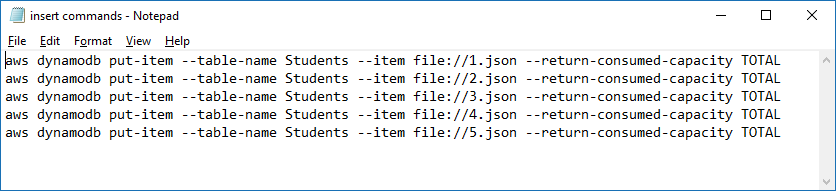 insert commands - Notepad
File Edit Format View Help
aws dynamodb put-item --table-name Students --item file://1.json --return-consumed-capacity TOTAL
aws dynamodb put-item --table-name Students --item file://2.json --return-consumed-capacity TOTAL
aws dynamodb put-item --table-name Students --item file://3.json --return-consumed-capacity TOTAL
aws dynamodb put-item --table-name Students --item file://4.json --return-consumed-capacity TOTAL
aws dynamodb put-item --table-name Students --item file://5.json --return-consumed-capacity TOTAL